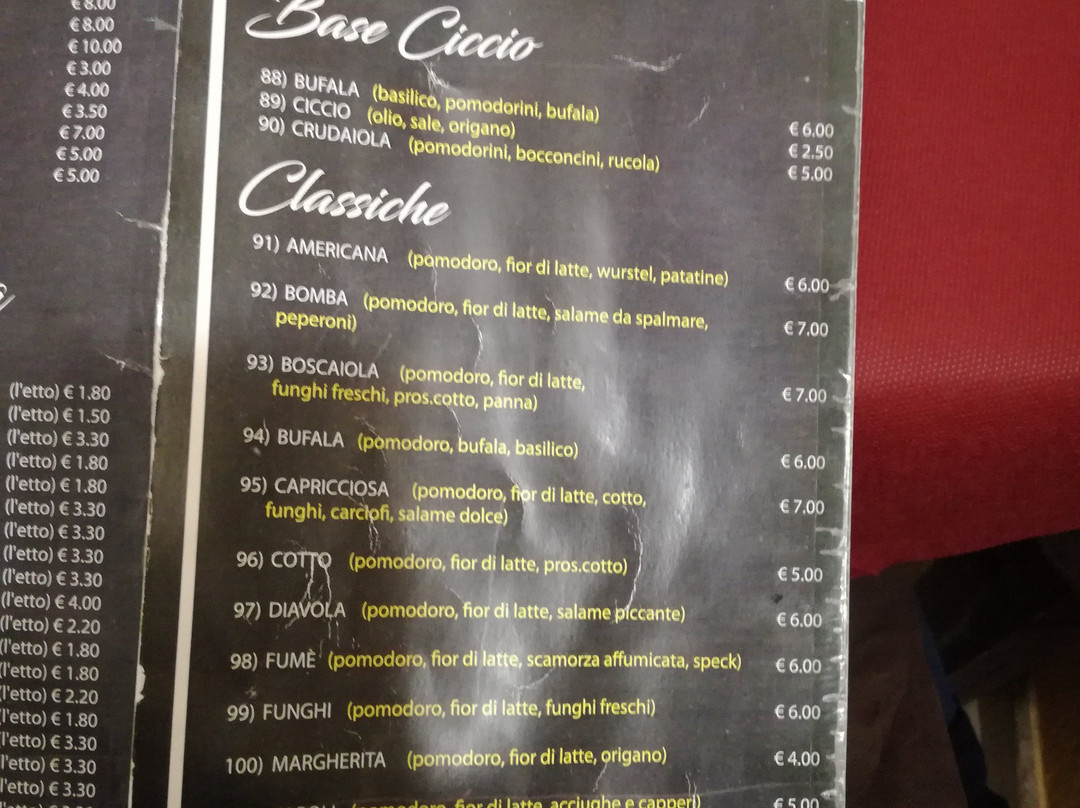 € 8.00
€ 8.00
€ 10.00
€ 3.00
€ 4.00
€ 3.50
€ 7.00
€ 5.00
€ 5.00
(l'etto) € 1.80
(l'etto) € 1.50
(l'etto) € 3.30
(l'etto) € 1.80
(l'etto) € 1.80
(l'etto) € 3.30
(l'etto) € 3.30
(l'etto) € 3.30
(l'etto) € 3.30
(l'etto) € 4.00
(l'etto) € 2.20
(l'etto) € 1.80
(l'etto) € 1.80
(l'etto) € 2.20
(l'etto) € 1.80
(l'etto) € 3.30
l'etto) € 3.30
l'etto) € 3.30
Base Ciccio
88) BUFALA (basilico, pomodorini, bufala) € 6.00
89) CICCIO (olio, sale, origano) € 2.50
90) CRUDAIOLA (pomodorini, bocconcini, rucola) € 5.00
Classiche
91) AMERICANA (pomodoro, fior di latte, wurstel, patatine) € 6.00
92) BOMBA (pomodoro, fior di latte, salame da spalmare, € 7,00
peperoni)
93) BOSCAIOLA (pomodoro, fior di latte,
funghi freschi, pros.cotto, panna) € 7.00
94) BUFALA (pomodoro, bufala, basilico) € 6.00
95) CAPRICCIOSA (pomodoro, fior di latte, cotto, € 7.00
funghi, carciofi, salame dolce)
96) COTTO (pomodoro, fior di latte, pros.cotto) € 5.00
97) DIAVOLA (pomodoro, fior di latte, salame piccante) € 6.00
98) FUMÈ (pomodoro, fior di latte, scamorza affumicata, speck) € 6.00
99) FUNGHI (pomodoro, fior di latte, funghi freschi) € 6.00
100) MARGHERITA (pomodoro, fior di latte, origano) € 4.00
(pomodoro, fior di latte, acciughe e capperi) € 5.00